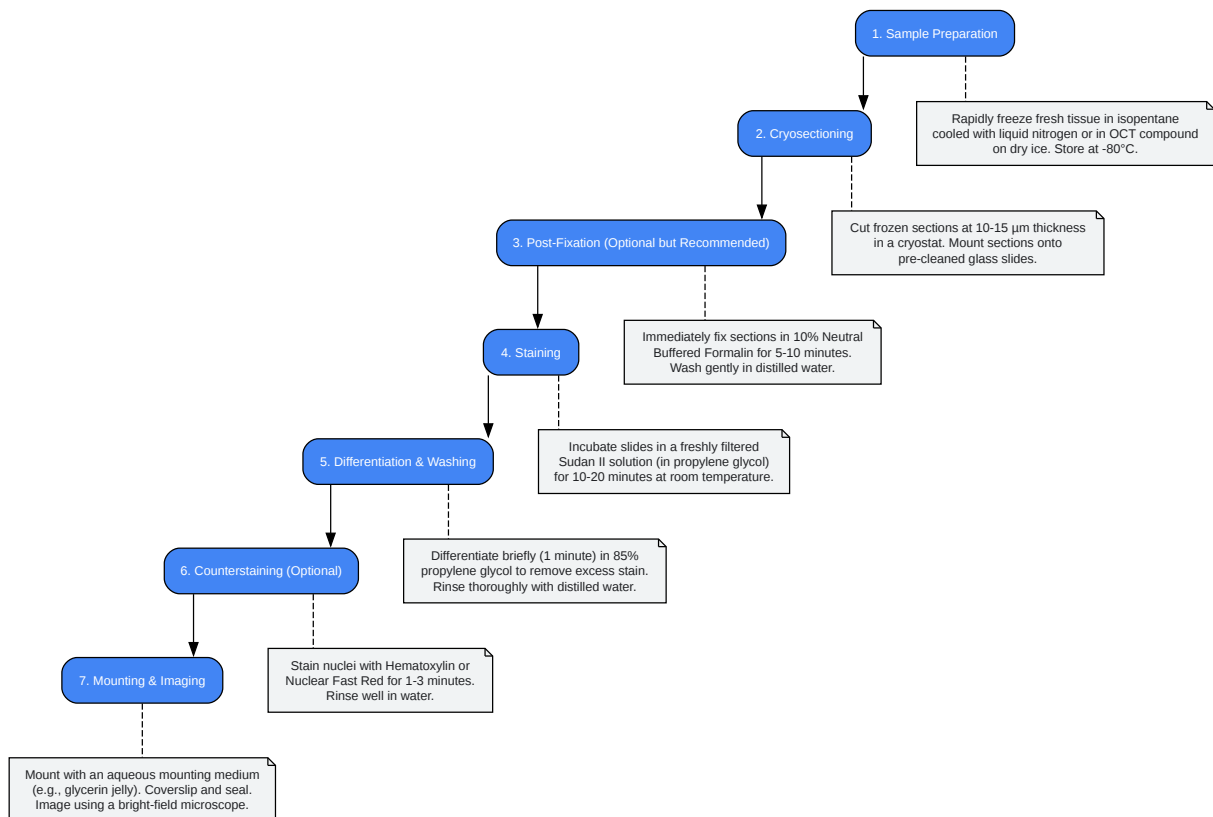 1. Sample Preparation
Rapidly freeze fresh tissue in isopentane
cooled with liquid nitrogen or in OCT compound
on dry ice. Store at -80°C.
2. Cryosectioning
Cut frozen sections at 10-15 µm thickness
in a cryostat. Mount sections onto
pre-cleaned glass slides.
3. Post-Fixation (Optional but Recommended)
Immediately fix sections in 10% Neutral
Buffered Formalin for 5-10 minutes.
Wash gently in distilled water.
4. Staining
Incubate slides in a freshly filtered
Sudan II solution (in propylene glycol)
for 10-20 minutes at room temperature.
5. Differentiation & Washing
Differentiate briefly (1 minute) in 85%
propylene glycol to remove excess stain.
Rinse thoroughly with distilled water.
6. Counterstaining (Optional)
Stain nuclei with Hematoxylin or
Nuclear Fast Red for 1-3 minutes.
Rinse well in water.
7. Mounting & Imaging
Mount with an aqueous mounting medium
(e.g., glycerin jelly). Coverslip and seal.
Image using a bright-field microscope.